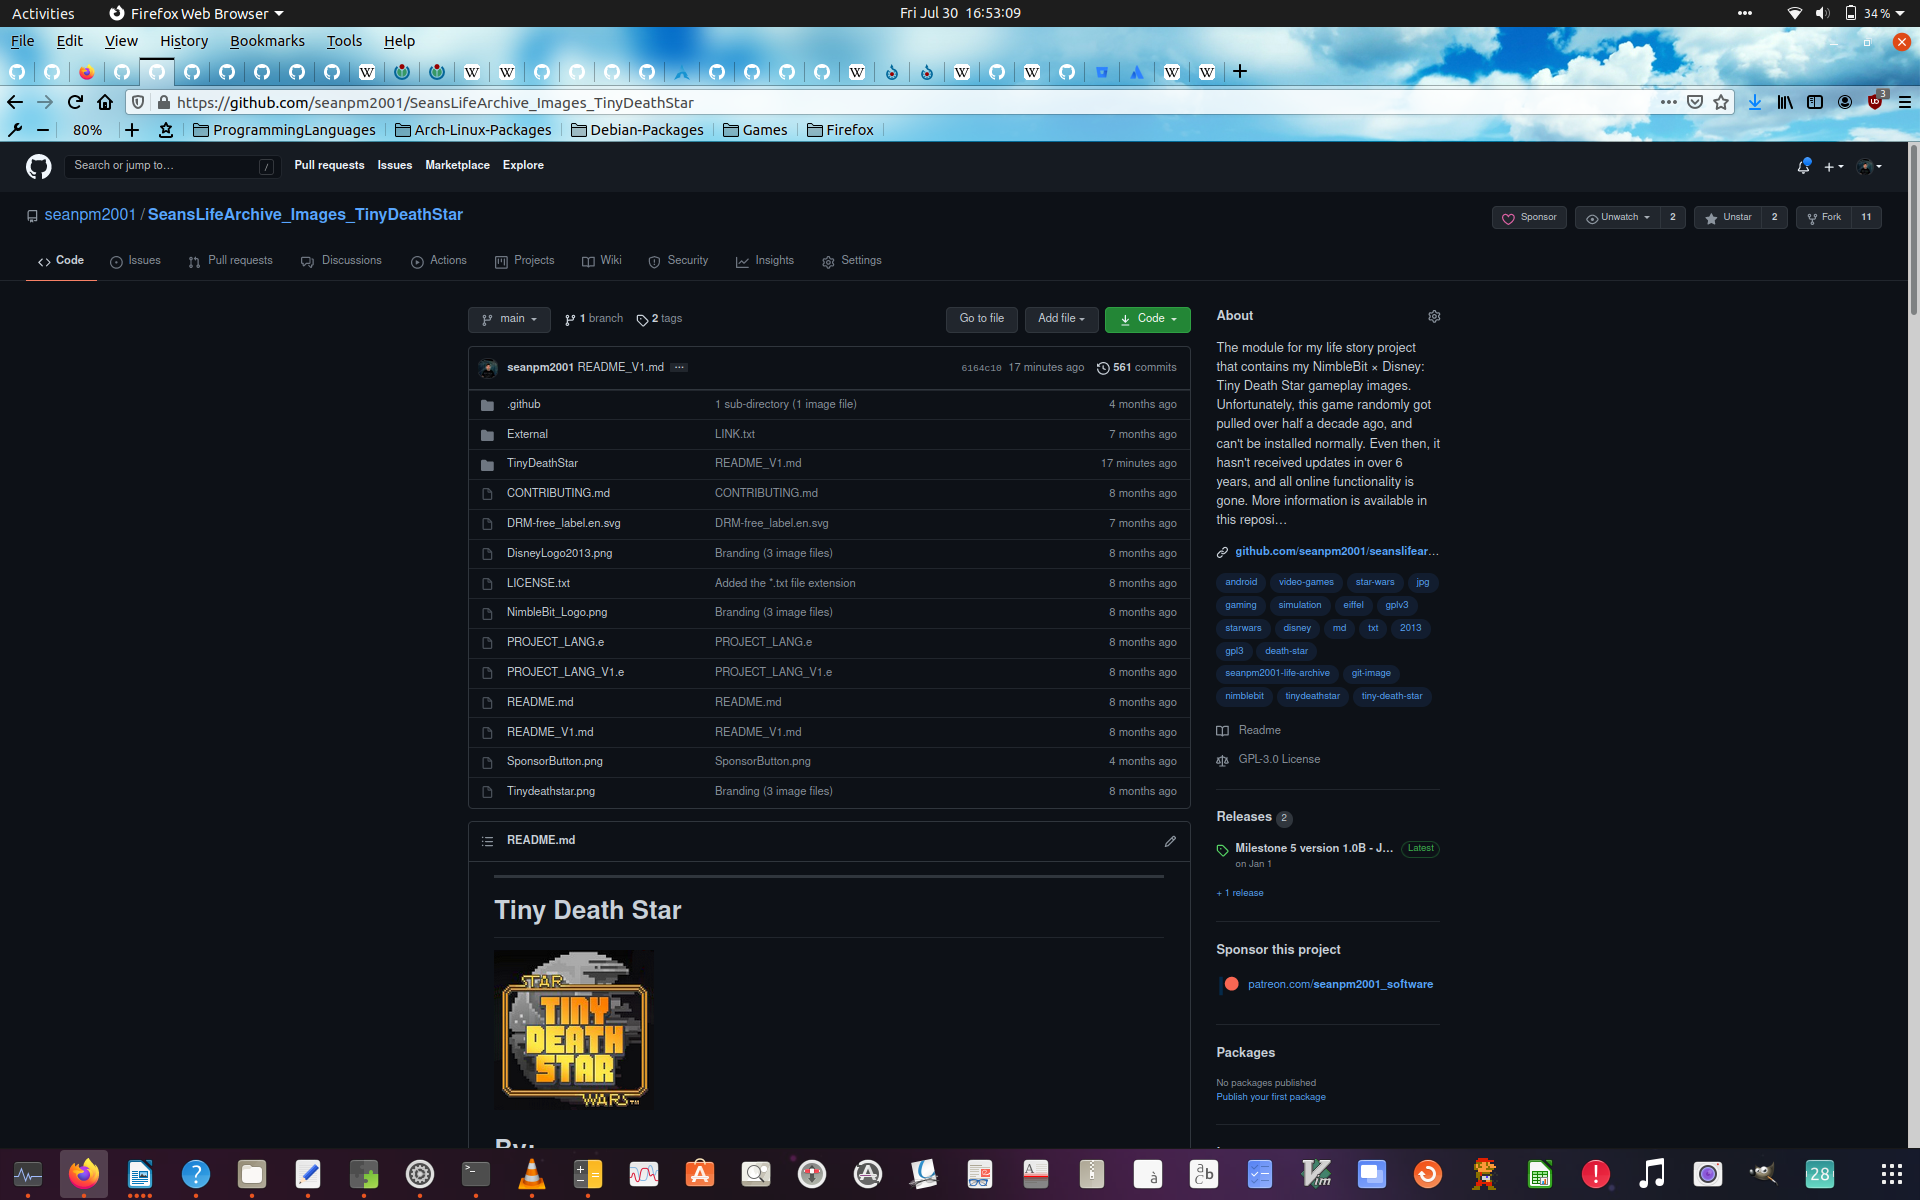 Activities Firefox Web Browser Fri Jul 30 16:53:09 34 %
File Edit View History Bookmarks Tools Help
https://github.com/seanpm2001/SeansLifeArchive_Images_TinyDeathStar 3
80% ProgrammingLanguages Arch-Linux-Packages Debian-Packages Games Firefox
Search or jump to… / Pull requests Issues Marketplace Explore
seanpm2001 / SeansLifeArchive_Images_TinyDeathStar Sponsor Unwatch 2 Unstar 2 Fork 11
Code Issues Pull requests Discussions Actions Projects Wiki Security Insights Settings
main 1 branch 2 tags Go to file Add file Code
seanpm2001 README_V1.md ... 6164c10 17 minutes ago 561 commits
.github 1 sub-directory (1 image file) 4 months ago
External LINK.txt 7 months ago
TinyDeathStar README_V1.md 17 minutes ago
CONTRIBUTING.md CONTRIBUTING.md 8 months ago
DRM-free_label.en.svg DRM-free_label.en.svg 7 months ago
DisneyLogo2013.png Branding (3 image files) 8 months ago
LICENSE.txt Added the *.txt file extension 8 months ago
NimbleBit_Logo.png Branding (3 image files) 8 months ago
PROJECT_LANG.e PROJECT_LANG.e 8 months ago
PROJECT_LANG_V1.e PROJECT_LANG_V1.e 8 months ago
README.md README.md 8 months ago
README_V1.md README_V1.md 8 months ago
SponsorButton.png SponsorButton.png 4 months ago
Tinydeathstar.png Branding (3 image files) 8 months ago
README.md
Tiny Death Star
STAR
TINY
DEATH
STAR
WARS™
By:
About
The module for my life story project
that contains my NimbleBit × Disney:
Tiny Death Star gameplay images.
Unfortunately, this game randomly got
pulled over half a decade ago, and
can't be installed normally. Even then, it
hasn't received updates in over 6
years, and all online functionality is
gone. More information is available in
this reposi…
github.com/seanpm2001/seanslifear…
android video-games star-wars jpg
gaming simulation eiffel gplv3
starwars disney md txt 2013
gpl3 death-star
seanpm2001-life-archive git-image
nimblebit tinydeathstar tiny-death-star
Readme
GPL-3.0 License
Releases 2
Milestone 5 version 1.0B - J… Latest
on Jan 1
+ 1 release
Sponsor this project
patreon.com/seanpm2001_software
Packages
No packages published
Publish your first package
28